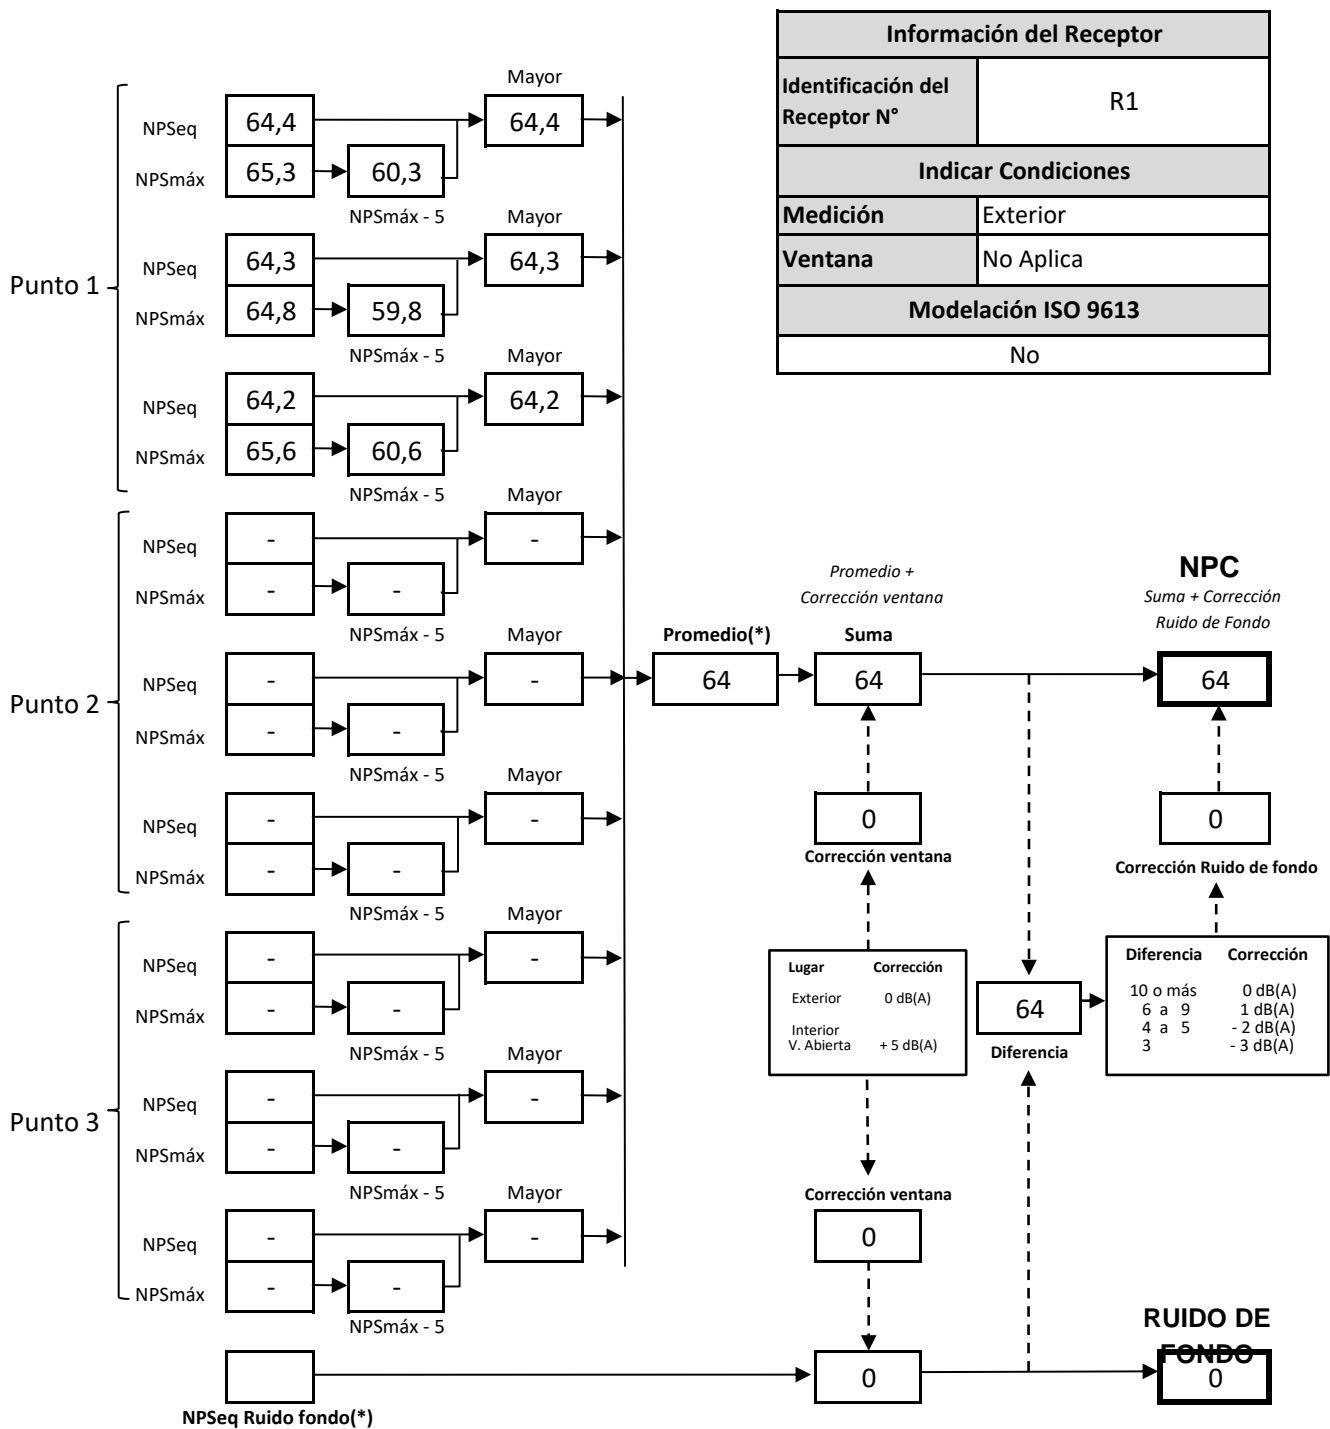 Información del Receptor
Identificación del
Receptor N°
R1
Indicar Condiciones
Medición
Exterior
Ventana
No Aplica
Modelación ISO 9613
No
Punto 1
Mayor
NPSeq
64,4
64,4
NPSmáx
65,3
60,3
NPSmáx - 5
Mayor
NPSeq
64,3
64,3
NPSmáx
64,8
59,8
NPSmáx - 5
Mayor
NPSeq
64,2
64,2
NPSmáx
65,6
60,6
NPSmáx - 5
Punto 2
Mayor
NPSeq
-
-
NPSmáx
-
-
NPSmáx - 5
Mayor
NPSeq
-
-
NPSmáx
-
-
NPSmáx - 5
Mayor
NPSeq
-
-
NPSmáx
-
-
NPSmáx - 5
Punto 3
Mayor
NPSeq
-
-
NPSmáx
-
-
NPSmáx - 5
Mayor
NPSeq
-
-
NPSmáx
-
-
NPSmáx - 5
Mayor
NPSeq
-
-
NPSmáx
-
-
NPSmáx - 5
NPSeq Ruido fondo(*)
Promedio(*)
64
Promedio +
Corrección ventana
Suma
64
0
Corrección ventana
Lugar Corrección
Exterior 0 dB(A)
Interior
V. Abierta + 5 dB(A)
Corrección ventana
0
0
64
Diferencia
NPC
Suma + Corrección
Ruido de Fondo
64
0
Corrección Ruido de fondo
Diferencia Corrección
10 o más 0 dB(A)
6 a 9 1 dB(A)
4 a 5 - 2 dB(A)
3 - 3 dB(A)
RUIDO DE
FONDO
0